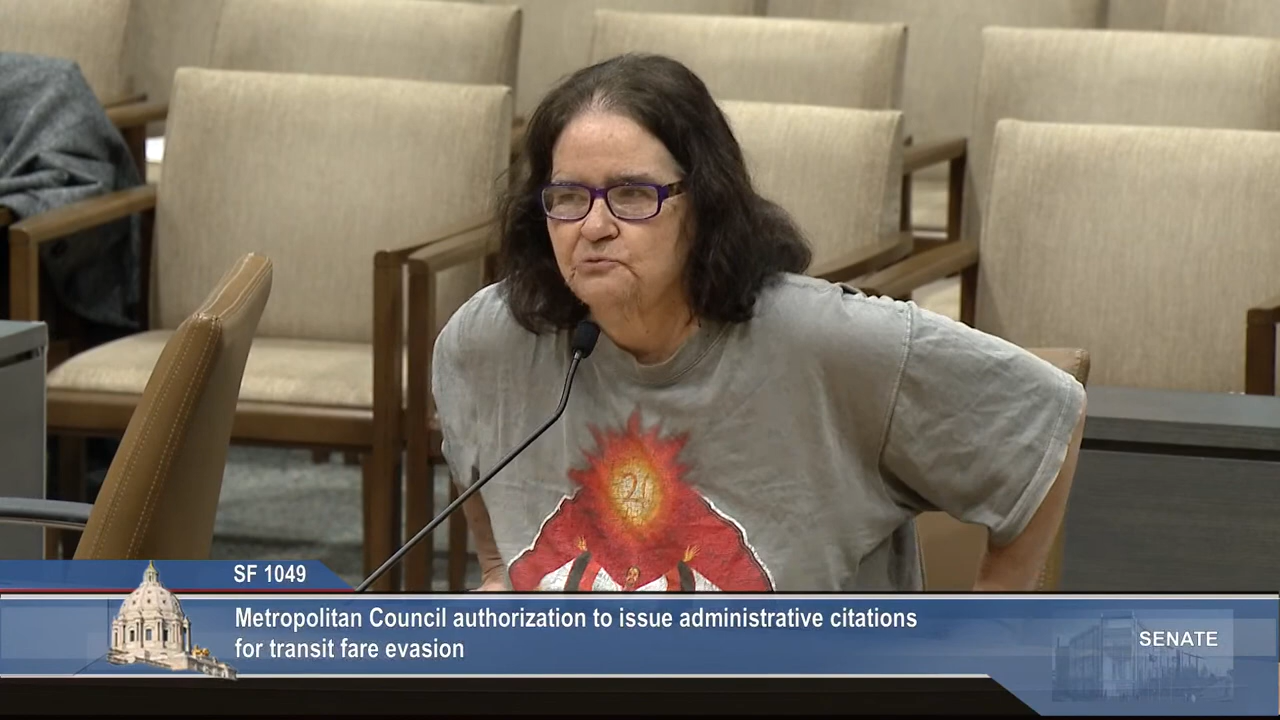 SF 1049
Metropolitan Council authorization to issue administrative citations
for transit fare evasion
SENATE